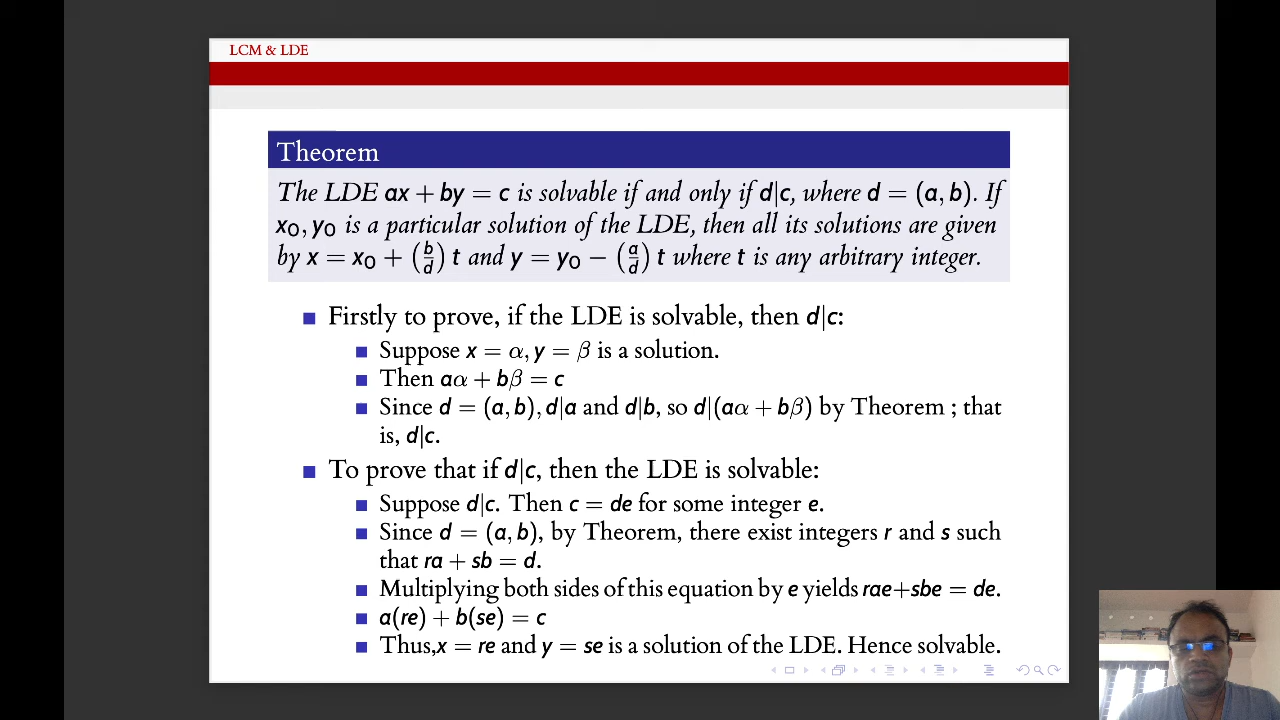 LCM & LDE
Theorem
The LDE ax + by = c is solvable if and only if d|c, where d = (a, b). If
x₀, y₀ is a particular solution of the LDE, then all its solutions are given
by x = x₀ + (b/d) t and y = y₀ − (a/d) t where t is any arbitrary integer.
Firstly to prove, if the LDE is solvable, then d|c:
Suppose x = α, y = β is a solution.
Then aα + bβ = c
Since d = (a, b), d|a and d|b, so d|(aα + bβ) by Theorem ; that
is, d|c.
To prove that if d|c, then the LDE is solvable:
Suppose d|c. Then c = de for some integer e.
Since d = (a, b), by Theorem, there exist integers r and s such
that ra + sb = d.
Multiplying both sides of this equation by e yields rae+sbe = de.
a(re) + b(se) = c
Thus,x = re and y = se is a solution of the LDE. Hence solvable.